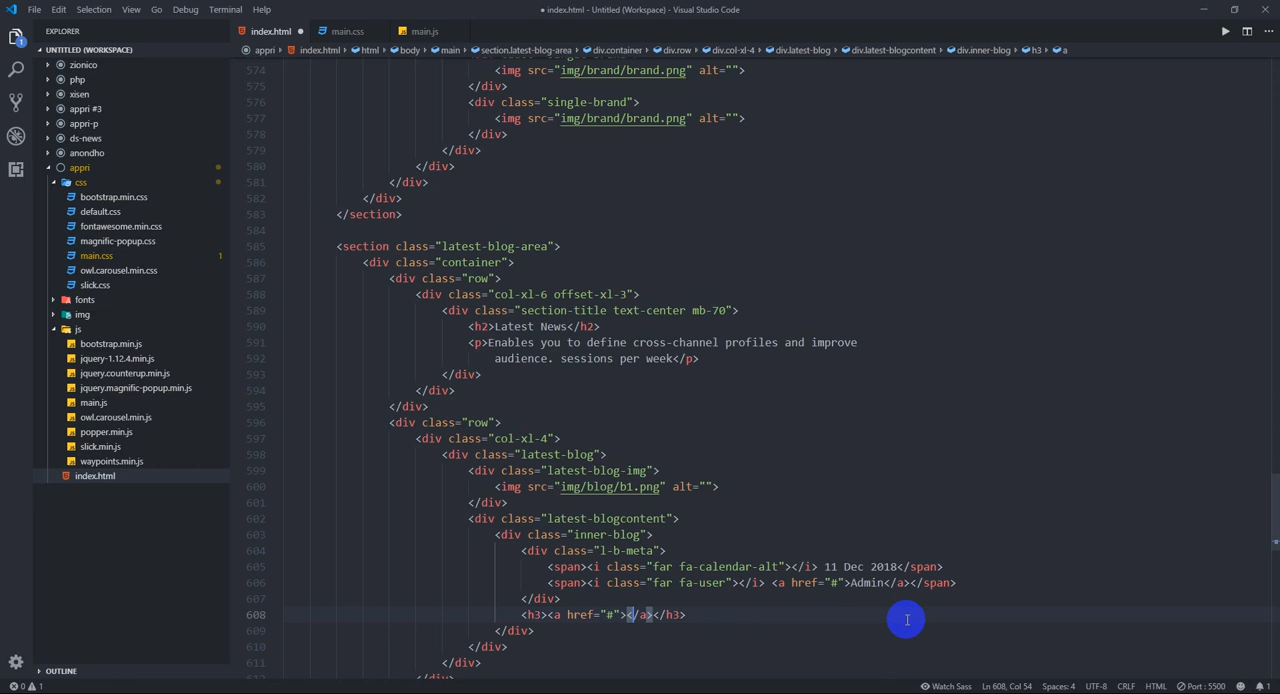 File Edit Selection View Go Debug Terminal Help
● index.html - Untitled (Workspace) - Visual Studio Code
EXPLORER
UNTITLED (WORKSPACE)
zionico
php
xisen
appri #3
appri-p
ds-news
anondho
appri
css
bootstrap.min.css
default.css
fontawesome.min.css
magnific-popup.css
main.css 1
owl.carousel.min.css
slick.css
fonts
img
js
bootstrap.min.js
jquery-1.12.4.min.js
jquery.counterup.min.js
jquery.magnific-popup.min.js
main.js
owl.carousel.min.js
popper.min.js
slick.min.js
waypoints.min.js
index.html
OUTLINE
index.html ● main.css main.js
appri › index.html › html › body › main › section.latest-blog-area › div.container › div.row › div.col-xl-4 › div.latest-blog › div.latest-blogcontent › div.inner-blog › h3 › a
574 <img src="img/brand/brand.png" alt="">
575 </div>
576 <div class="single-brand">
577 <img src="img/brand/brand.png" alt="">
578 </div>
579 </div>
580 </div>
581 </div>
582 </div>
583 </section>
584
585 <section class="latest-blog-area">
586 <div class="container">
587 <div class="row">
588 <div class="col-xl-6 offset-xl-3">
589 <div class="section-title text-center mb-70">
590 <h2>Latest News</h2>
591 <p>Enables you to define cross-channel profiles and improve
592 audience. sessions per week</p>
593 </div>
594 </div>
595 </div>
596 <div class="row">
597 <div class="col-xl-4">
598 <div class="latest-blog">
599 <div class="latest-blog-img">
600 <img src="img/blog/b1.png" alt="">
601 </div>
602 <div class="latest-blogcontent">
603 <div class="inner-blog">
604 <div class="l-b-meta">
605 <span><i class="far fa-calendar-alt"></i> 11 Dec 2018</span>
606 <span><i class="far fa-user"></i> <a href="#">Admin</a></span>
607 </div>
608 <h3><a href="#"></a></h3>
609 </div>
610 </div>
611 </div>
0 1 Watch Sass Ln 608, Col 54 Spaces: 4 UTF-8 CRLF HTML Port : 5500 1